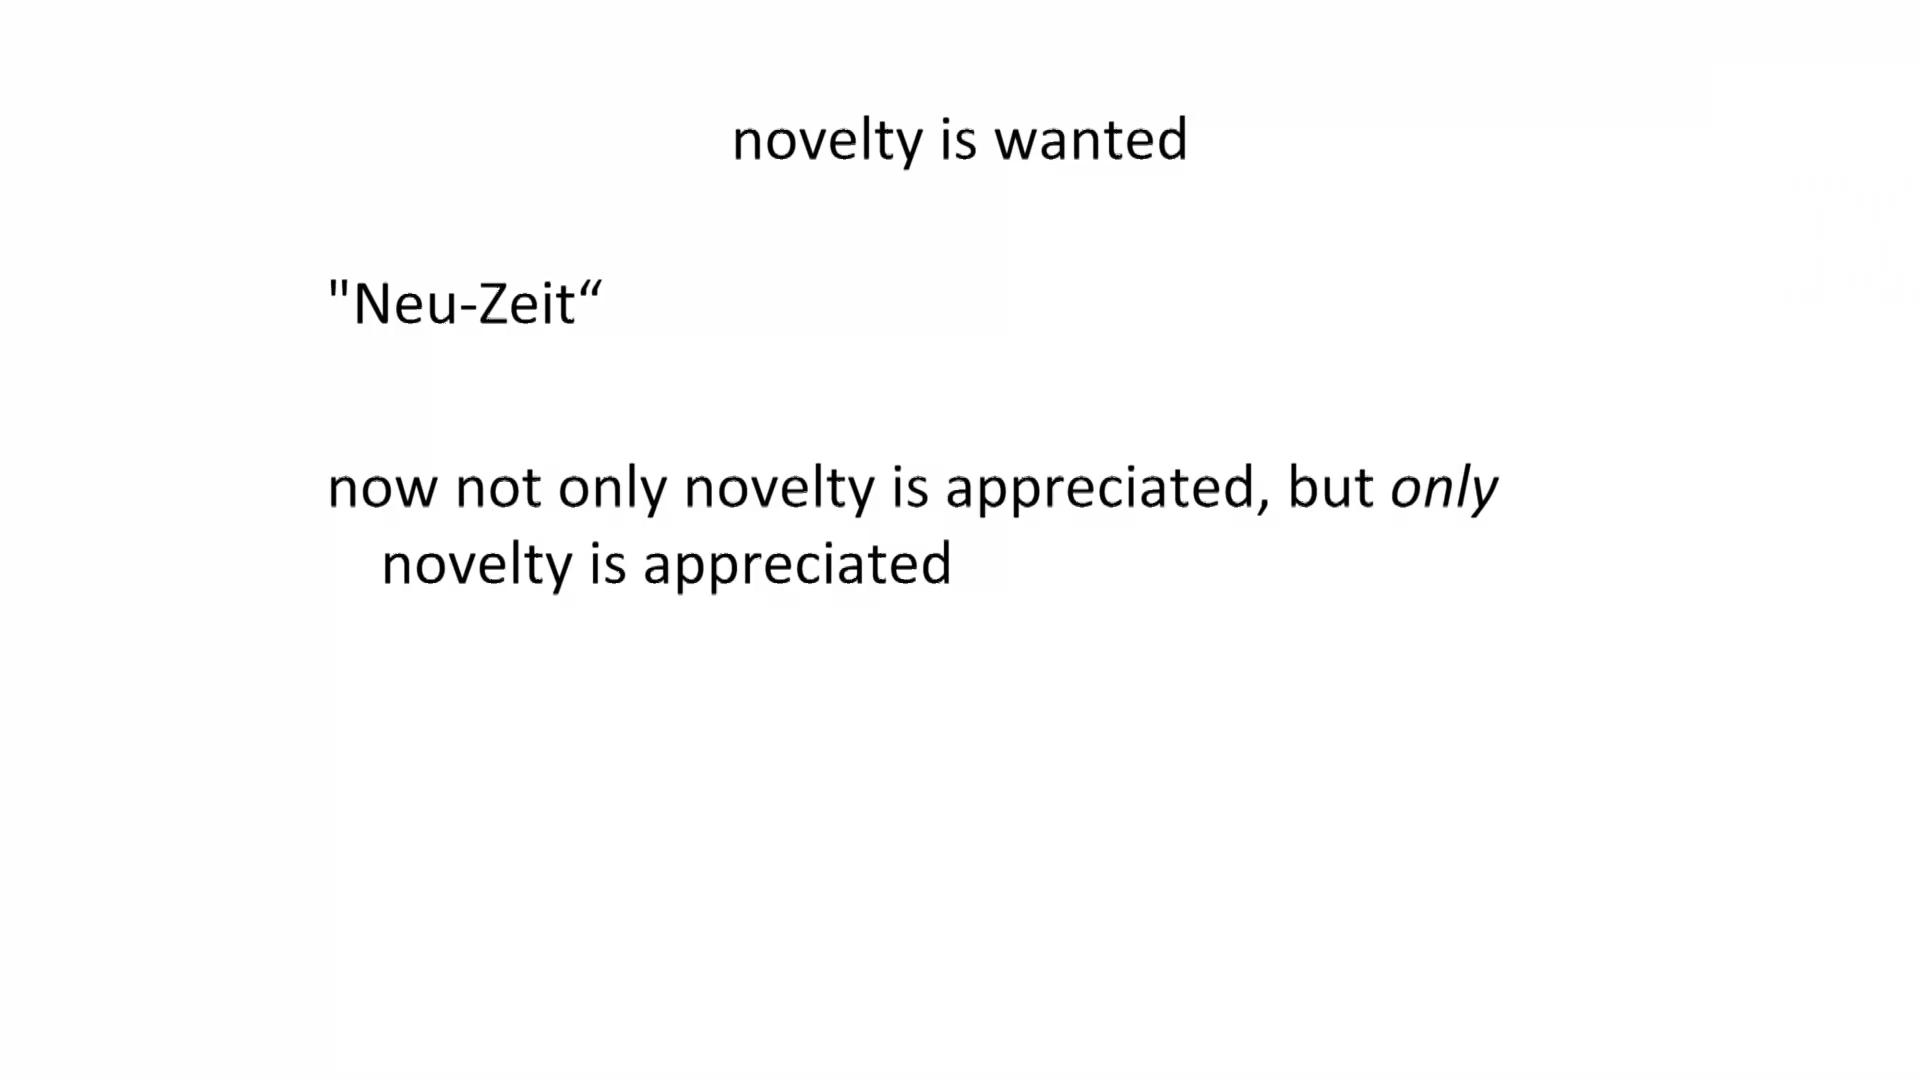 novelty is wanted
"Neu-Zeit“
now not only novelty is appreciated, but only
novelty is appreciated